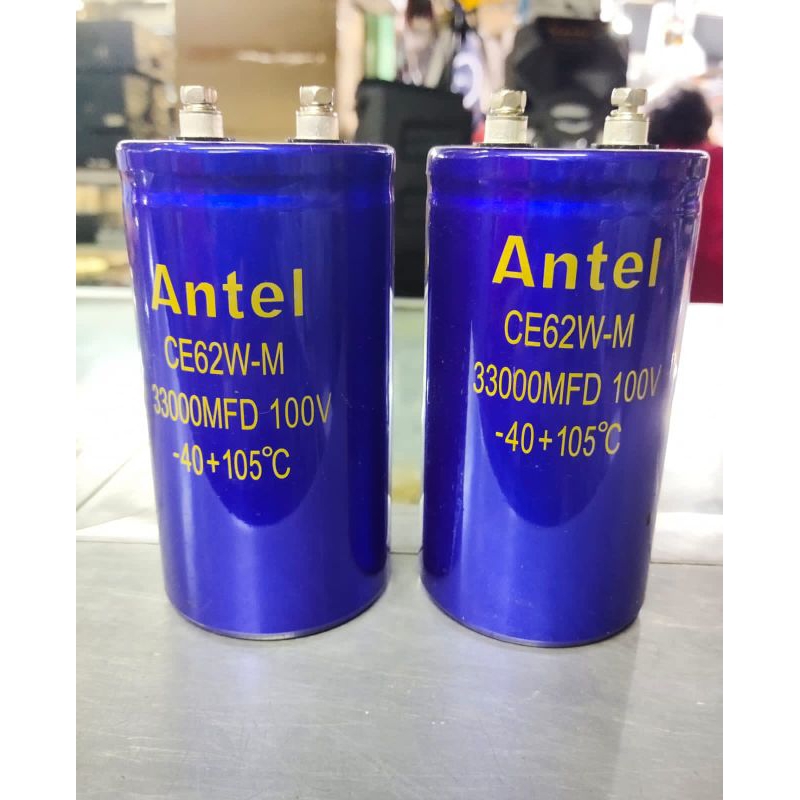 Antel
CE62W-M
33000MFD 100V
-40+105℃
Antel
CE62W-M
33000MFD 100V
-40+105℃